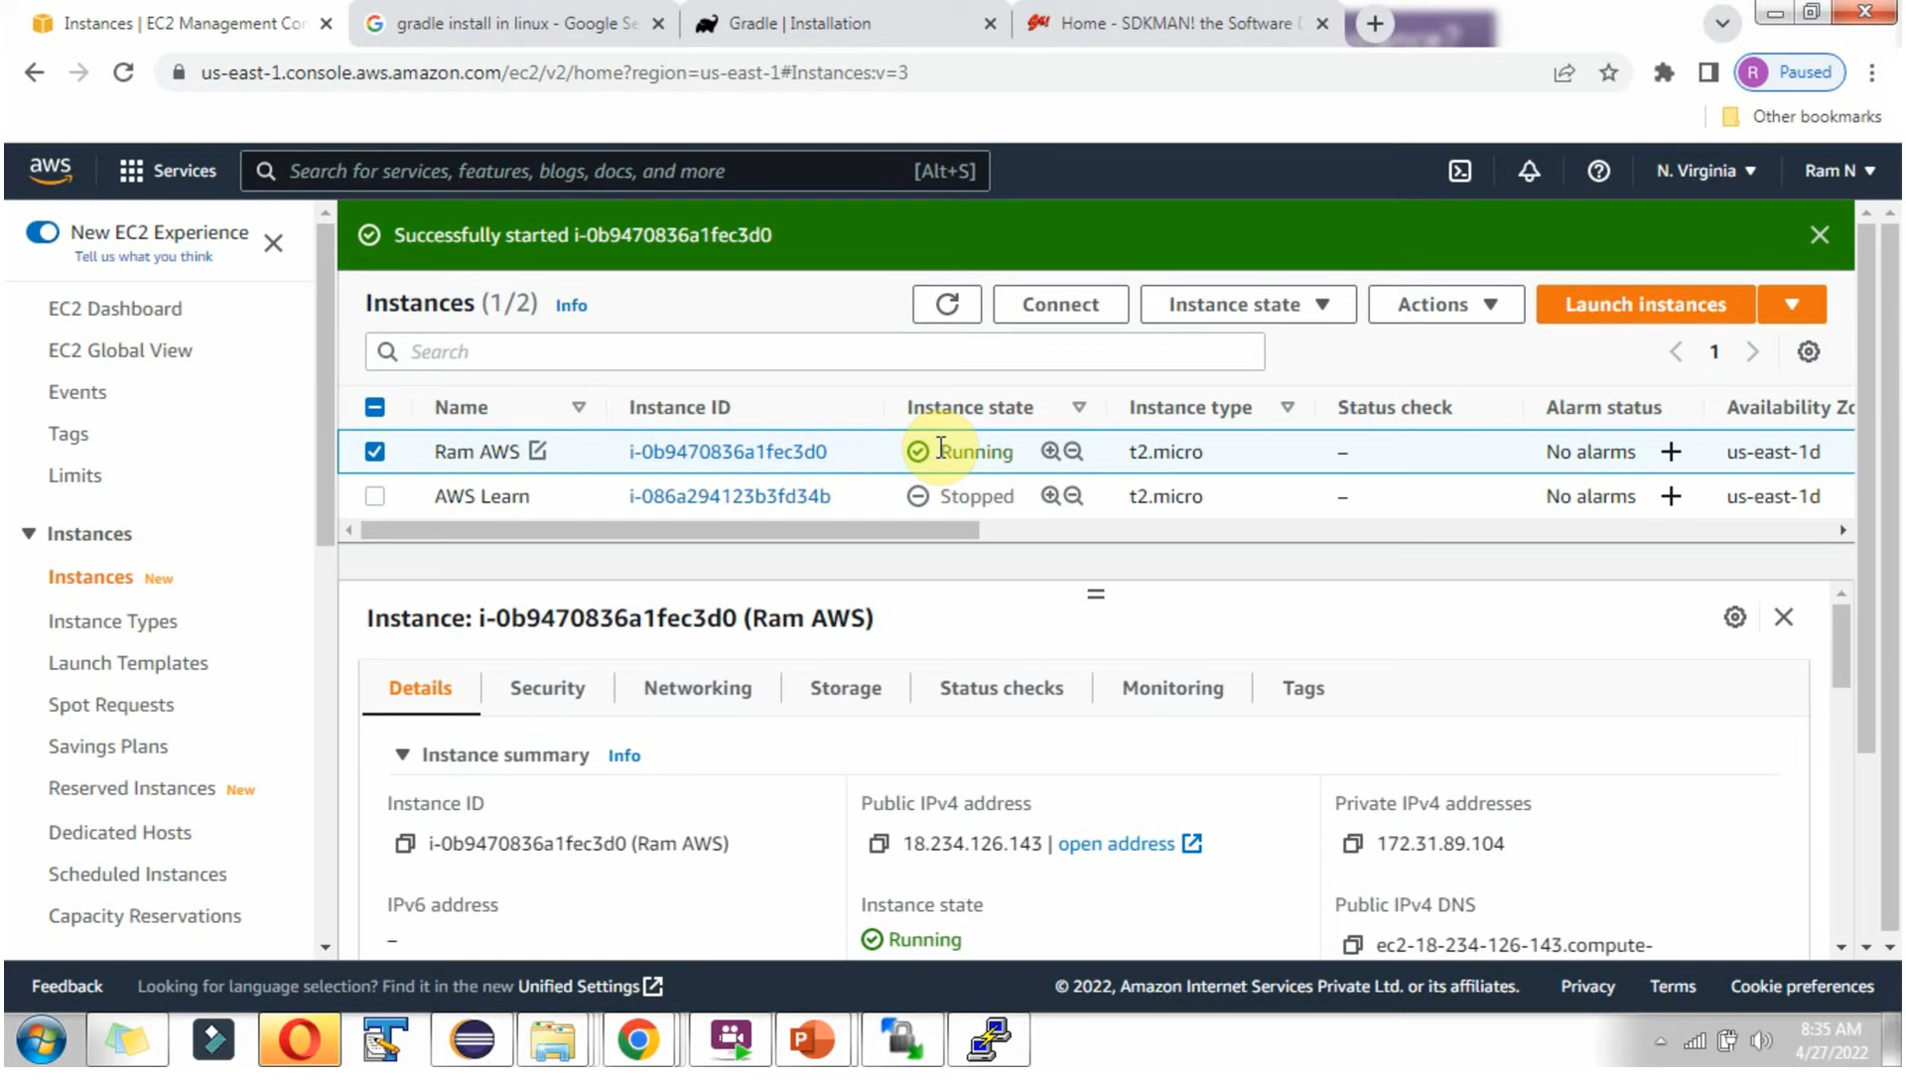 Instances | EC2 Management Con
gradle install in linux - Google Se
Gradle | Installation
Home - SDKMAN! the Software D
us-east-1.console.aws.amazon.com/ec2/v2/home?region=us-east-1#Instances:v=3
R Paused
Other bookmarks
aws
Services
Search for services, features, blogs, docs, and more [Alt+S]
N. Virginia
Ram N
New EC2 Experience
Tell us what you think
EC2 Dashboard
EC2 Global View
Events
Tags
Limits
Instances
Instances New
Instance Types
Launch Templates
Spot Requests
Savings Plans
Reserved Instances New
Dedicated Hosts
Scheduled Instances
Capacity Reservations
Successfully started i-0b9470836a1fec3d0
Instances (1/2) Info
Connect
Instance state
Actions
Launch instances
Search
1
Name Instance ID Instance state Instance type Status check Alarm status Availability Zo
Ram AWS i-0b9470836a1fec3d0 Running t2.micro – No alarms + us-east-1d
AWS Learn i-086a294123b3fd34b Stopped t2.micro – No alarms + us-east-1d
Instance: i-0b9470836a1fec3d0 (Ram AWS)
Details Security Networking Storage Status checks Monitoring Tags
Instance summary Info
Instance ID
i-0b9470836a1fec3d0 (Ram AWS)
Public IPv4 address
18.234.126.143 | open address
Private IPv4 addresses
172.31.89.104
IPv6 address
–
Instance state
Running
Public IPv4 DNS
ec2-18-234-126-143.compute-
Feedback
Looking for language selection? Find it in the new Unified Settings
© 2022, Amazon Internet Services Private Ltd. or its affiliates.
Privacy
Terms
Cookie preferences
8:35 AM
4/27/2022